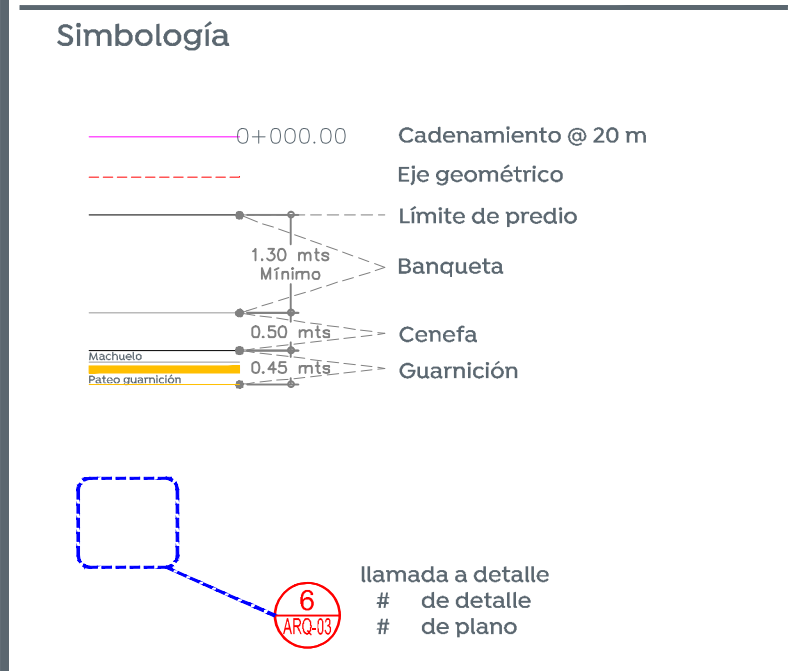 Simbología
0+000.00 Cadenamiento @ 20 m
Eje geométrico
Límite de predio
1.30 mts
Mínimo
Banqueta
0.50 mts Cenefa
Machuelo
0.45 mts Guarnición
Pateo guarnición
llamada a detalle
6 # de detalle
ARQ-03 # de plano